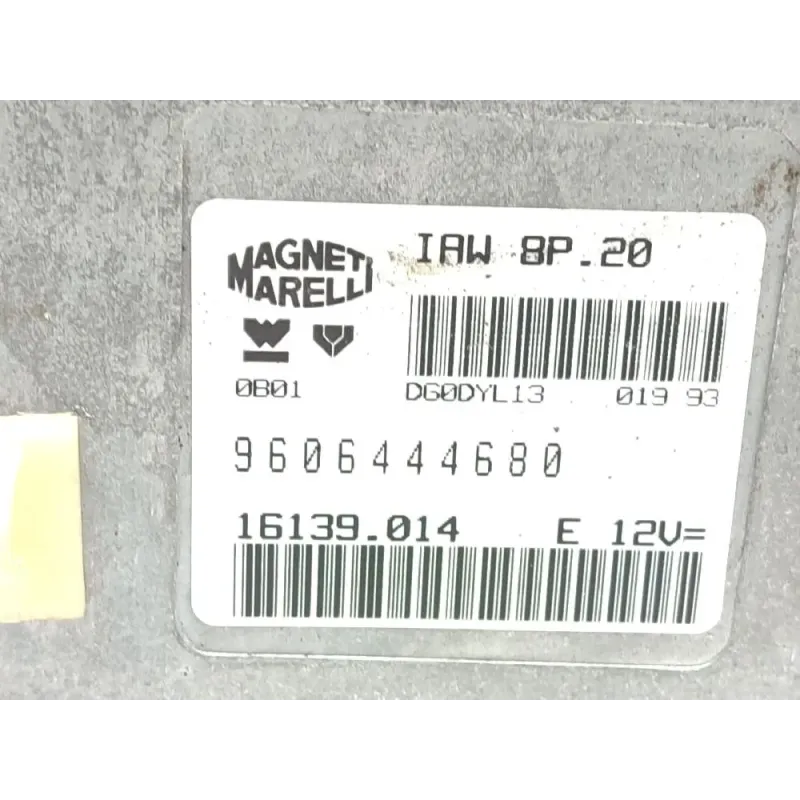 MAGNETI
MARELLI
IAW 8P.20
0B01
DG0DYL13 019 93
9606444680
16139.014 E 12V=